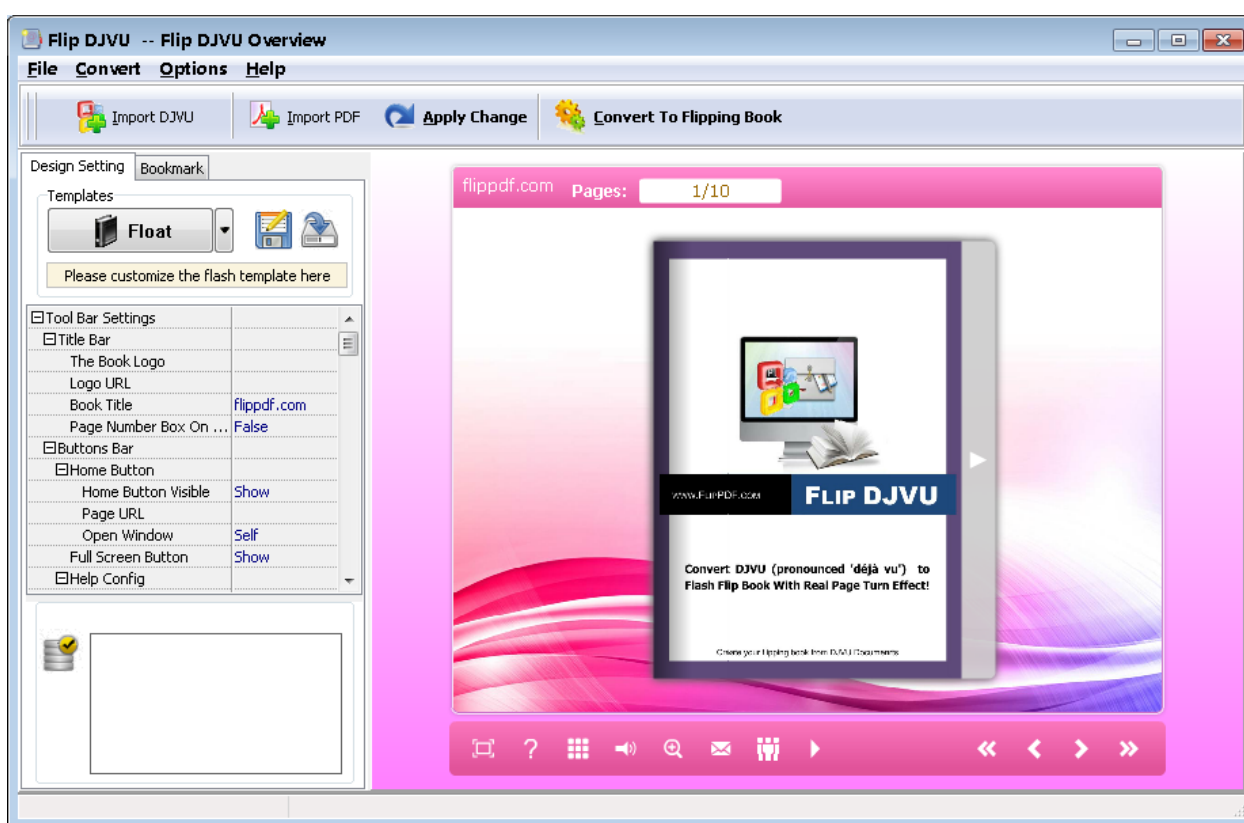 Flip DJVU -- Flip DJVU Overview
File Convert Options Help
Import DJVU Import PDF Apply Change Convert To Flipping Book
Design Setting Bookmark
Templates
Float
Please customize the flash template here
Tool Bar Settings
Title Bar
The Book Logo
Logo URL
Book Title flippdf.com
Page Number Box On ... False
Buttons Bar
Home Button
Home Button Visible Show
Page URL
Open Window Self
Full Screen Button Show
Help Config
flippdf.com Pages: 1/10
www.FlipPDF.com FLIP DJVU
Convert DJVU (pronounced 'déjà vu') to
Flash Flip Book With Real Page Turn Effect!
Create your flipping book from DJVU Documents